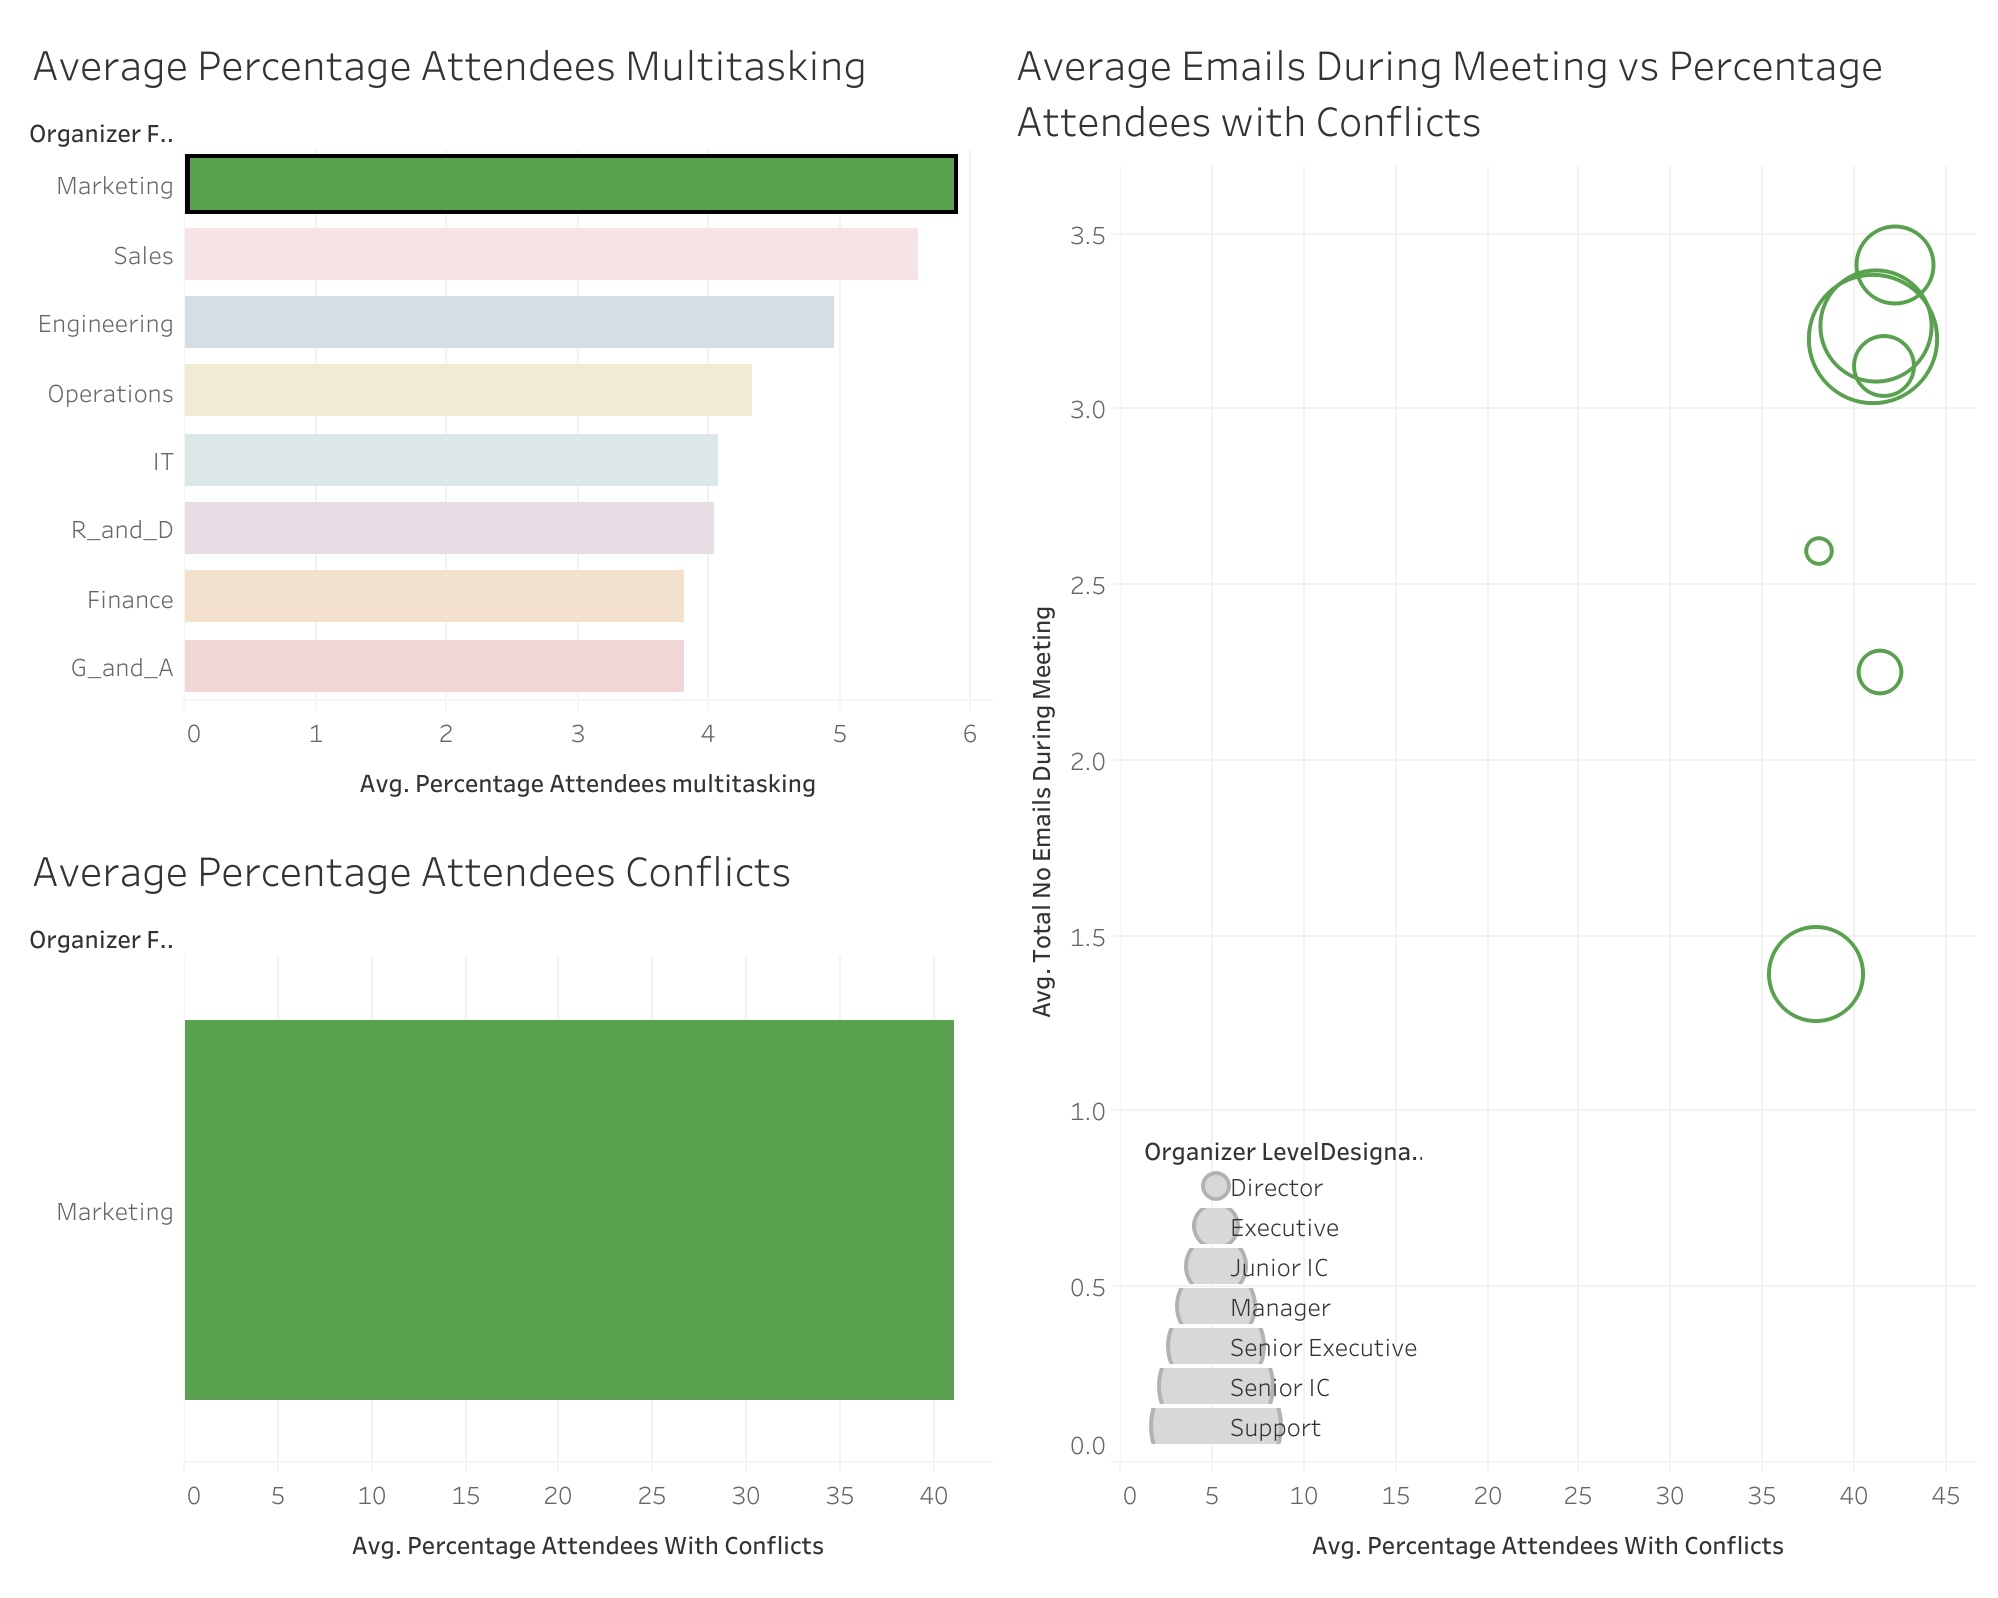 Average Percentage Attendees Multitasking
Organizer F..
Marketing
Sales
Engineering
Operations
IT
R_and_D
Finance
G_and_A
0 1 2 3 4 5 6
Avg. Percentage Attendees multitasking
Average Percentage Attendees Conflicts
Organizer F..
Marketing
0 5 10 15 20 25 30 35 40
Avg. Percentage Attendees With Conflicts
Average Emails During Meeting vs Percentage
Attendees with Conflicts
Avg. Total No Emails During Meeting
3.5
3.0
2.5
2.0
1.5
1.0
0.5
0.0
Organizer LevelDesigna..
Director
Executive
Junior IC
Manager
Senior Executive
Senior IC
Support
0 5 10 15 20 25 30 35 40 45
Avg. Percentage Attendees With Conflicts